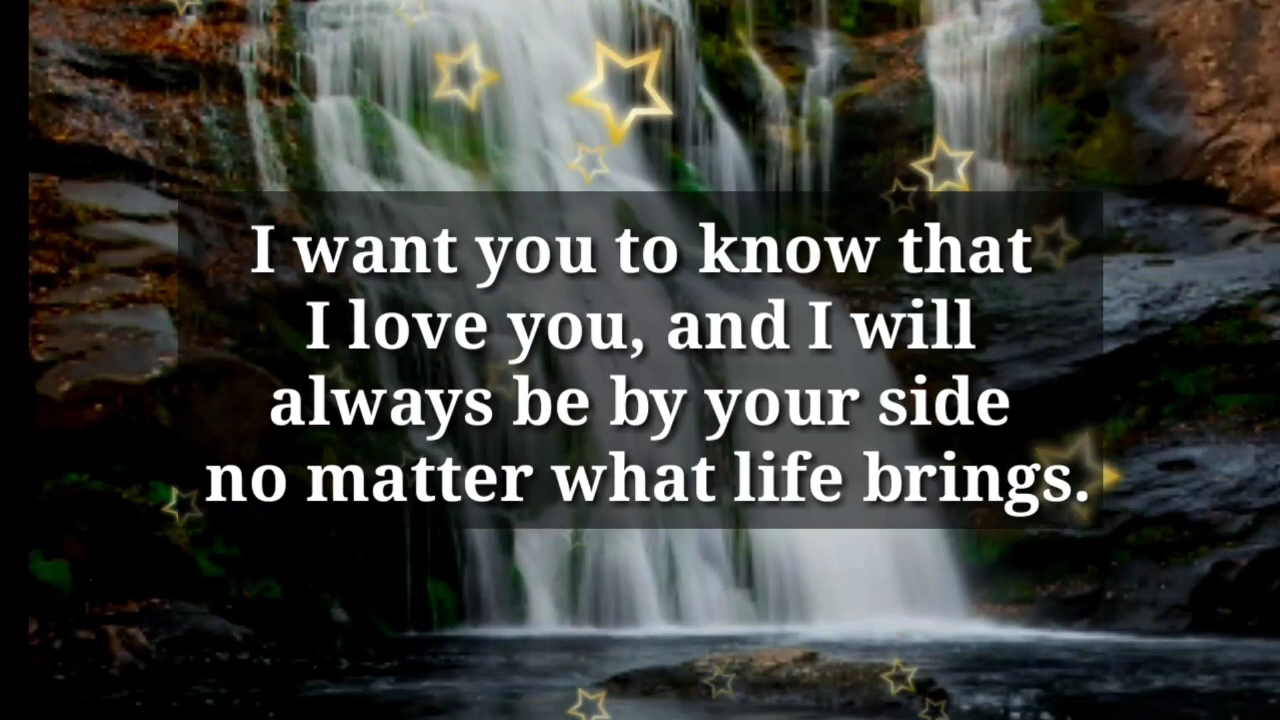 I want you to know that
I love you, and I will
always be by your side
no matter what life brings.